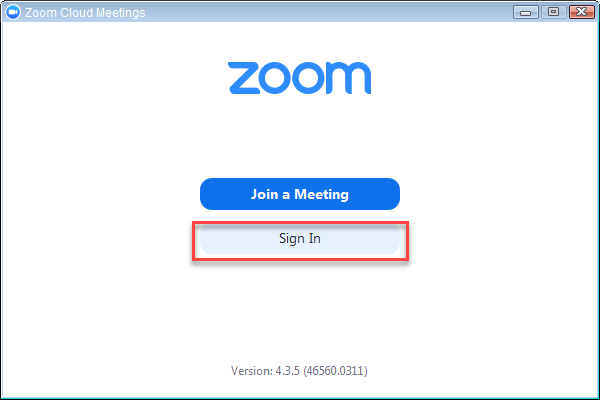 Zoom Cloud Meetings
zoom
Join a Meeting
Sign In
Version: 4.3.5 (46560.0311)